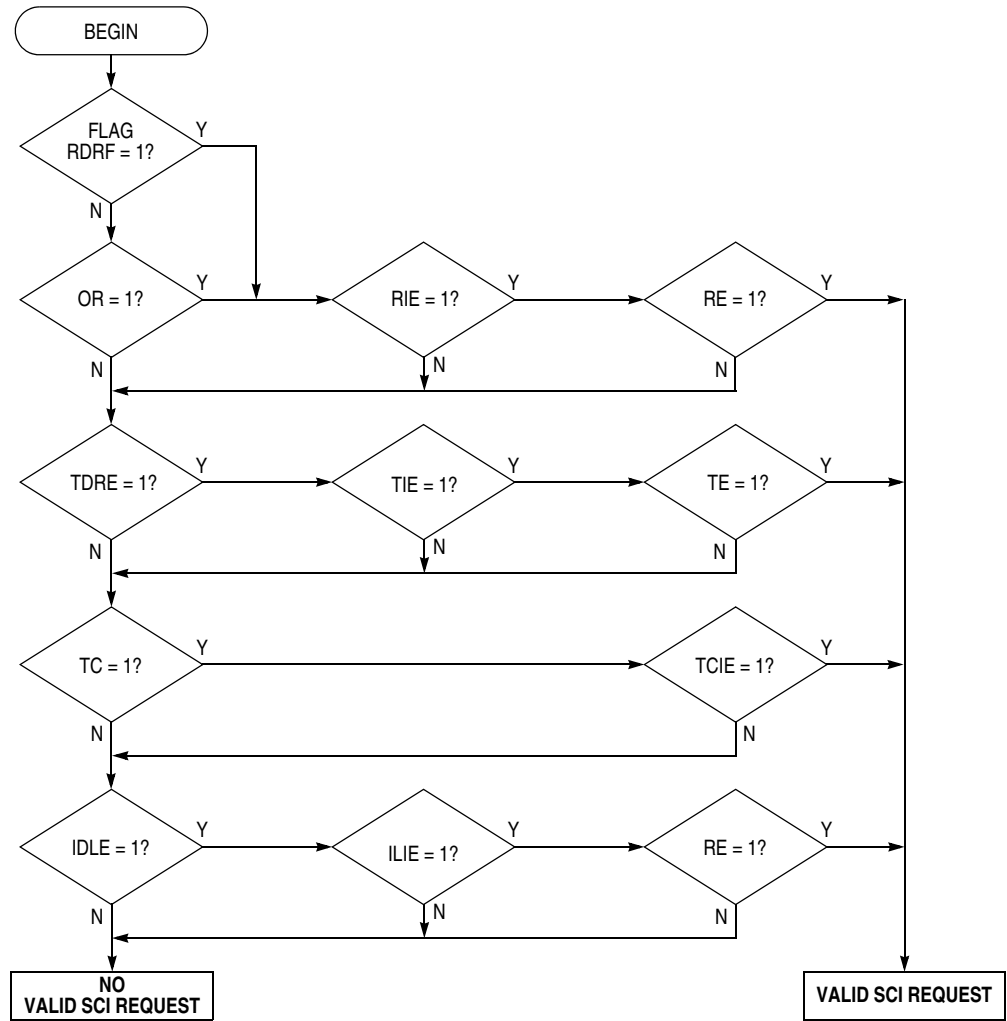 BEGIN
FLAG
RDRF = 1?
Y
N
OR = 1?
Y
RIE = 1?
Y
RE = 1?
Y
N
N
N
TDRE = 1?
Y
TIE = 1?
Y
TE = 1?
Y
N
N
N
TC = 1?
Y
TCIE = 1?
Y
N
N
IDLE = 1?
Y
ILIE = 1?
Y
RE = 1?
Y
N
N
N
NO
VALID SCI REQUEST
VALID SCI REQUEST